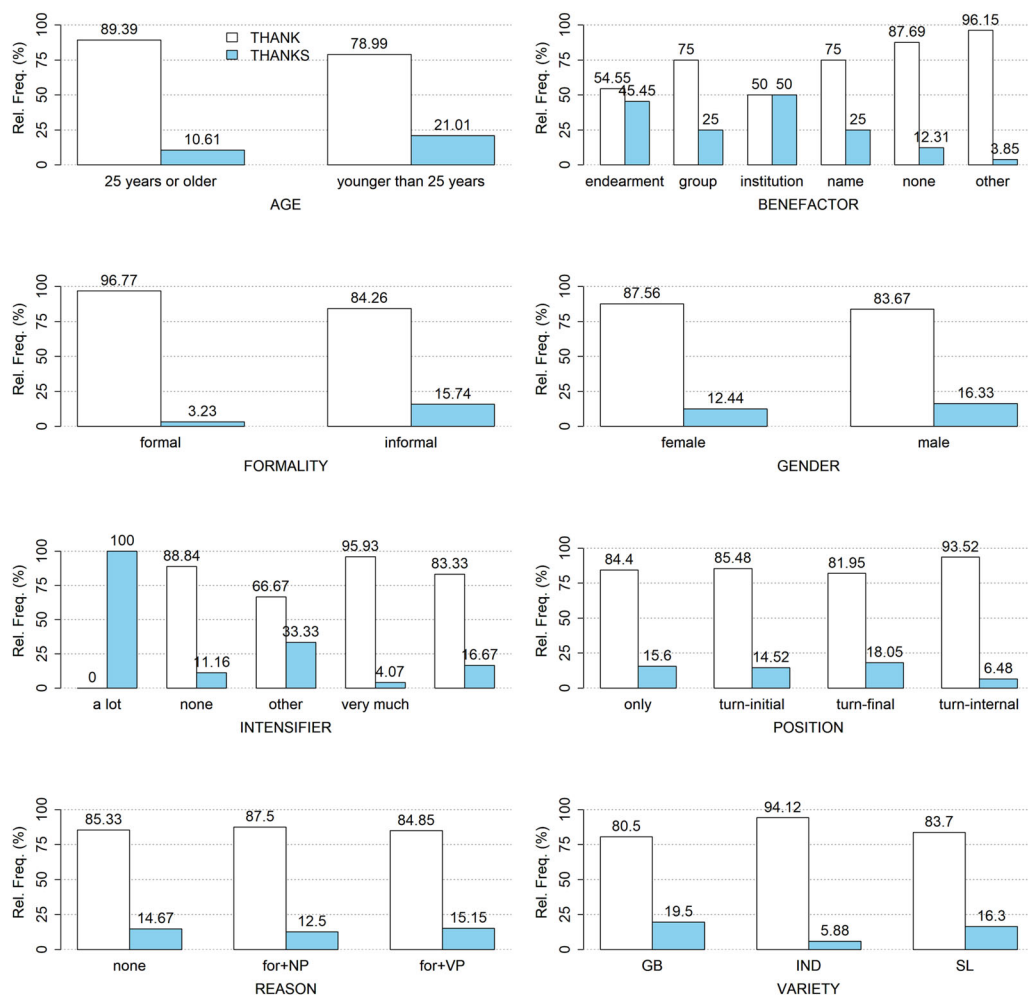 THANK
THANKS
Rel. Freq. (%)
0 25 50 75 100
89.39
10.61
78.99
21.01
25 years or older
younger than 25 years
AGE
Rel. Freq. (%)
0 25 50 75 100
54.55
45.45
75
25
50
50
75
25
87.69
12.31
96.15
3.85
endearment
group
institution
name
none
other
BENEFACTOR
Rel. Freq. (%)
0 25 50 75 100
96.77
3.23
84.26
15.74
formal
informal
FORMALITY
Rel. Freq. (%)
0 25 50 75 100
87.56
12.44
83.67
16.33
female
male
GENDER
Rel. Freq. (%)
0 25 50 75 100
0
100
88.84
11.16
66.67
33.33
95.93
4.07
83.33
16.67
a lot
none
other
very much
INTENSIFIER
Rel. Freq. (%)
0 25 50 75 100
84.4
15.6
85.48
14.52
81.95
18.05
93.52
6.48
only
turn-initial
turn-final
turn-internal
POSITION
Rel. Freq. (%)
0 25 50 75 100
85.33
14.67
87.5
12.5
84.85
15.15
none
for+NP
for+VP
REASON
Rel. Freq. (%)
0 25 50 75 100
80.5
19.5
94.12
5.88
83.7
16.3
GB
IND
SL
VARIETY